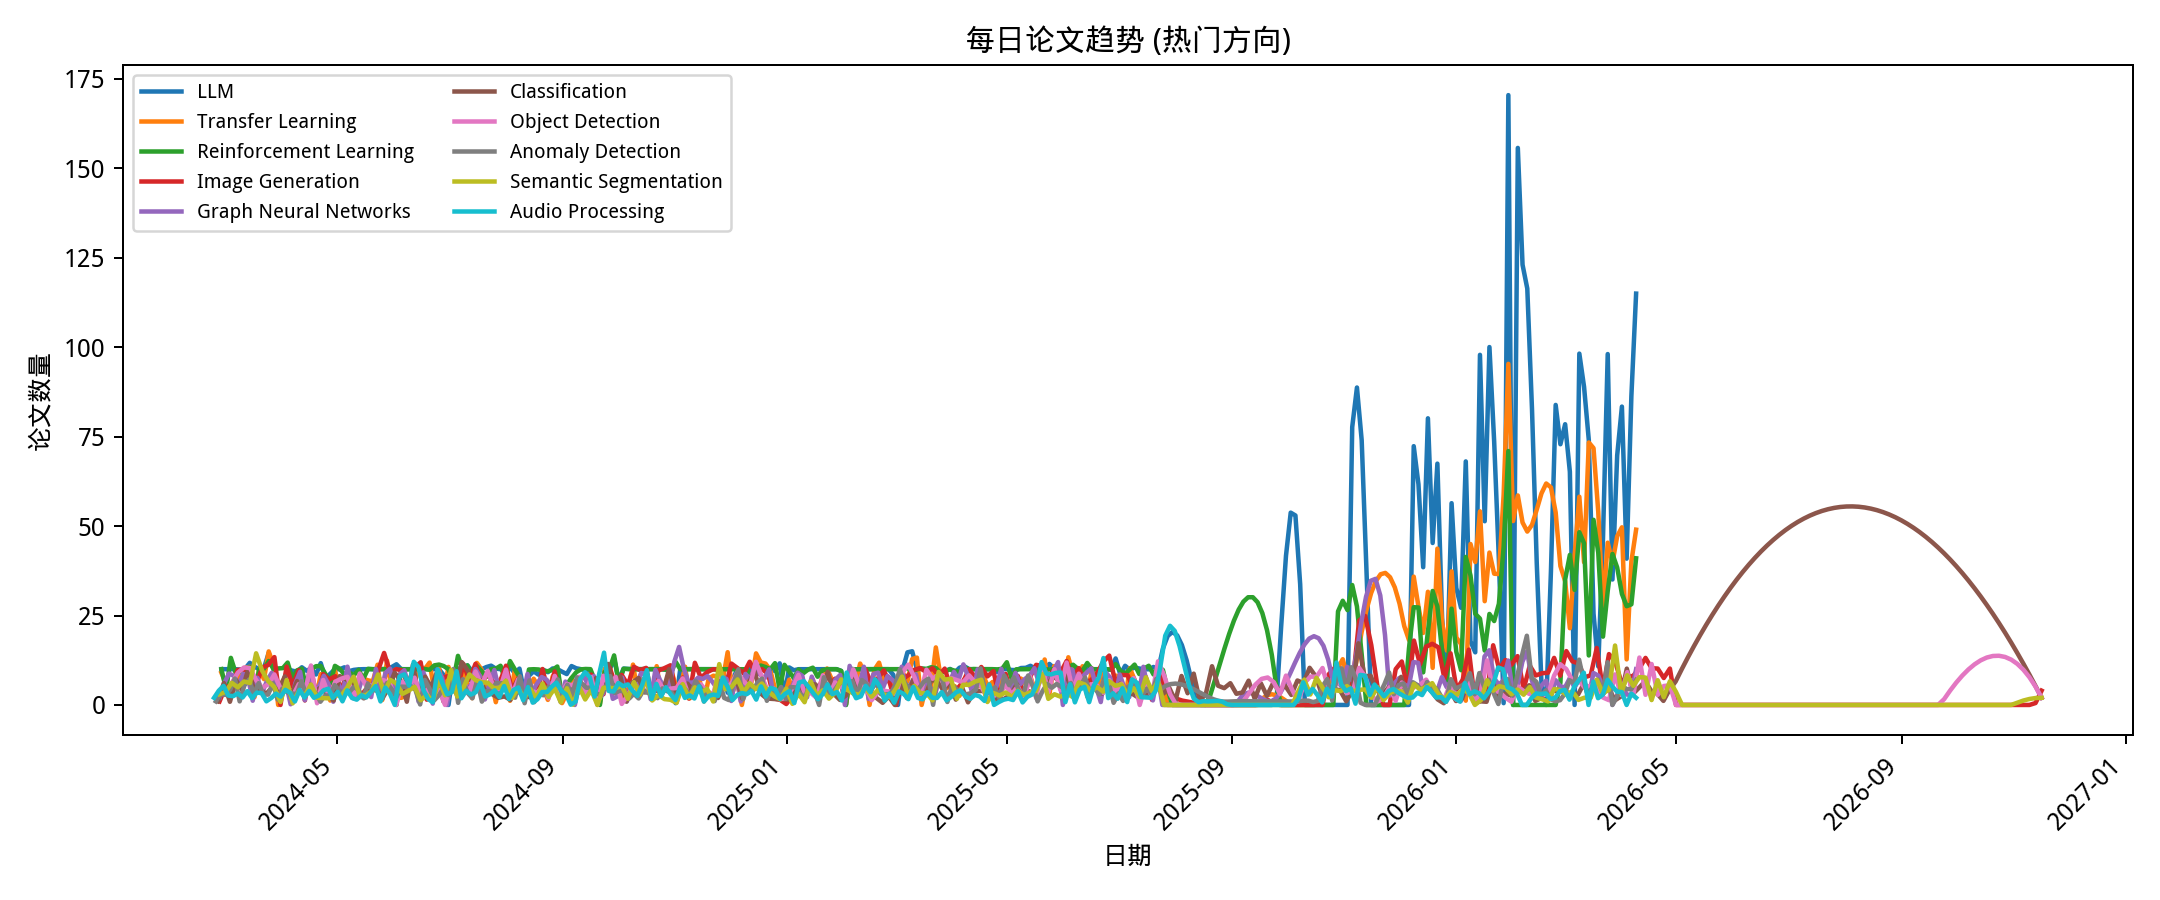 每日论文趋势 (热门方向)
175
150
125
100
75
50
25
0
论文数量
LLM
Transfer Learning
Reinforcement Learning
Image Generation
Graph Neural Networks
Classification
Object Detection
Anomaly Detection
Semantic Segmentation
Audio Processing
2024-05
2024-09
2025-01
2025-05
2025-09
2026-01
2026-05
2026-09
2027-01
日期